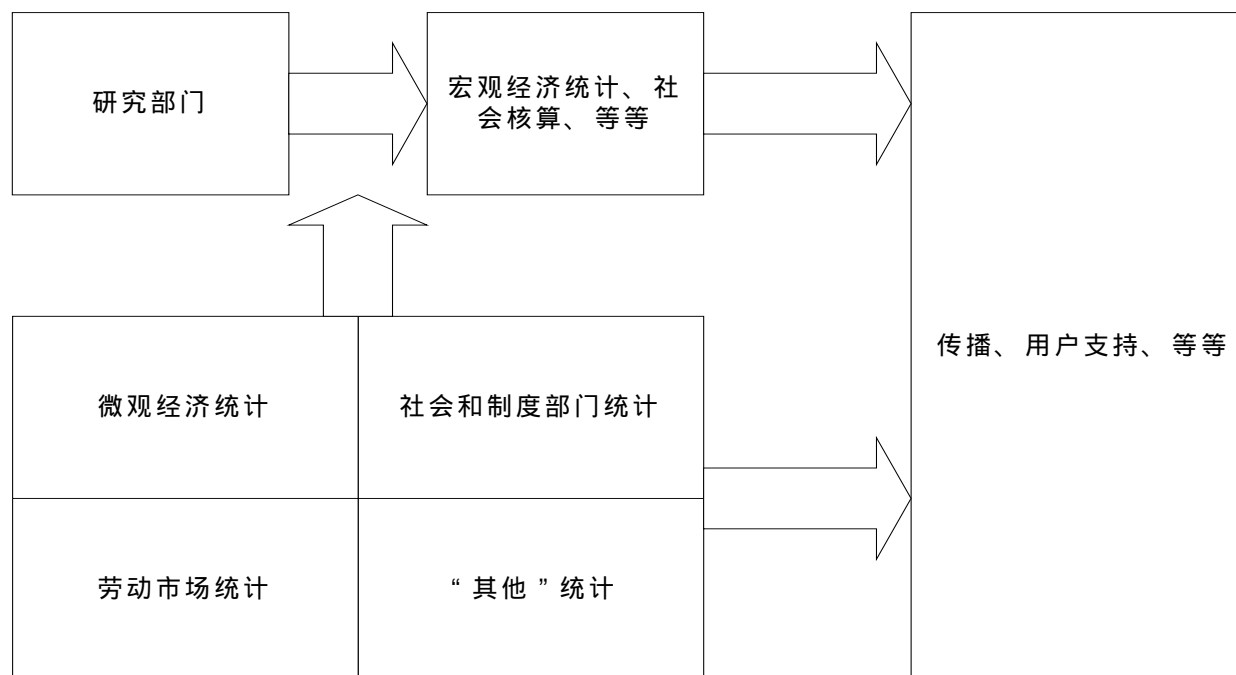 研究部门
宏观经济统计、社
会核算、等等
传播、用户支持、等等
微观经济统计
社会和制度部门统计
劳动市场统计
“其他”统计